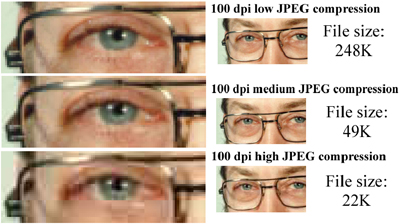 100 dpi low JPEG compression
File size:
248K
100 dpi medium JPEG compression
File size:
49K
100 dpi high JPEG compression
File size:
22K